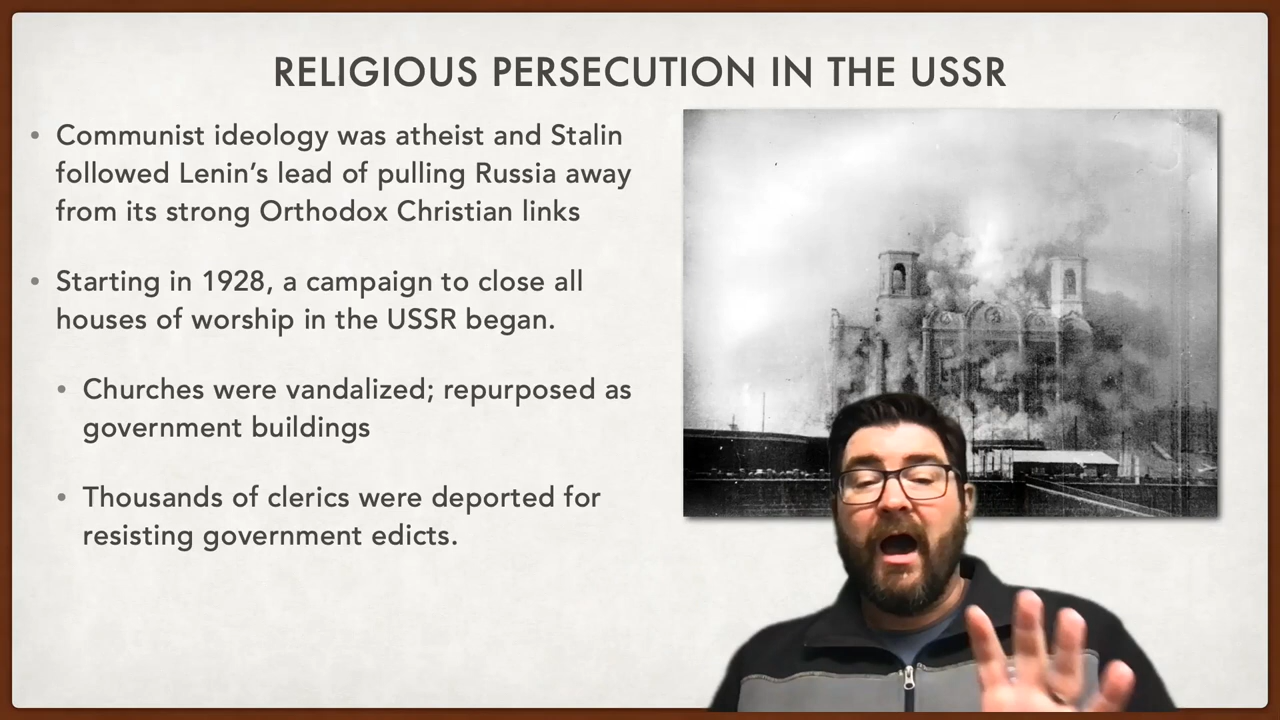 RELIGIOUS PERSECUTION IN THE USSR
• Communist ideology was atheist and Stalin
followed Lenin’s lead of pulling Russia away
from its strong Orthodox Christian links
• Starting in 1928, a campaign to close all
houses of worship in the USSR began.
• Churches were vandalized; repurposed as
government buildings
• Thousands of clerics were deported for
resisting government edicts.